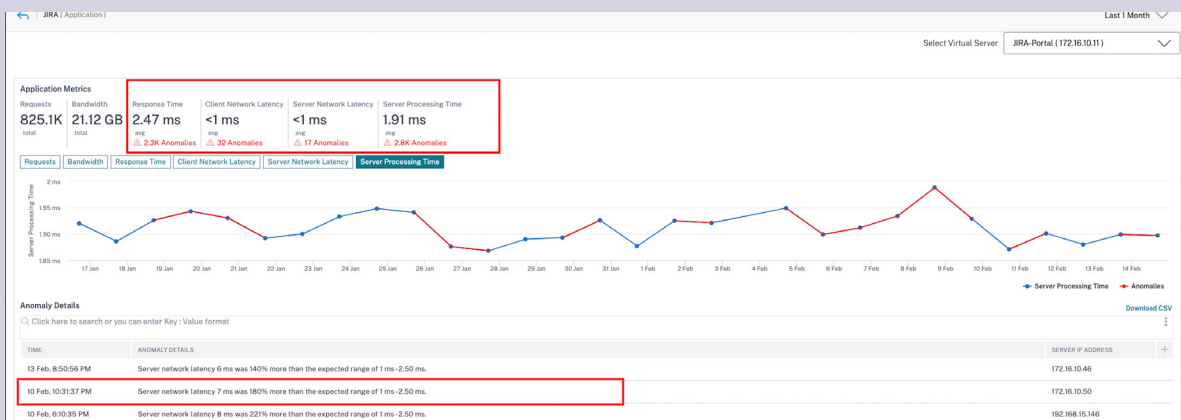 JIRA ( Application )
Last 1 Month
Select Virtual Server
JIRA-Portal ( 172.16.10.11 )
Application Metrics
Requests Bandwidth Response Time Client Network Latency Server Network Latency Server Processing Time
825.1K 21.12 GB 2.47 ms <1 ms <1 ms 1.91 ms
total total avg avg avg avg
2.3K Anomalies 32 Anomalies 17 Anomalies 2.8K Anomalies
Requests Bandwidth Response Time Client Network Latency Server Network Latency Server Processing Time
Server Processing Time
2 ms
1.95 ms
1.90 ms
1.85 ms
17 Jan 18 Jan 19 Jan 20 Jan 21 Jan 22 Jan 23 Jan 24 Jan 25 Jan 26 Jan 27 Jan 28 Jan 29 Jan 30 Jan 31 Jan 1 Feb 2 Feb 3 Feb 4 Feb 5 Feb 6 Feb 7 Feb 8 Feb 9 Feb 10 Feb 11 Feb 12 Feb 13 Feb 14 Feb
Server Processing Time Anomalies
Anomaly Details
Download CSV
Click here to search or you can enter Key : Value format
TIME ANOMALY DETAILS SERVER IP ADDRESS
13 Feb, 8:50:56 PM Server network latency 6 ms was 140% more than the expected range of 1 ms - 2.50 ms. 172.16.10.46
10 Feb, 10:31:37 PM Server network latency 7 ms was 180% more than the expected range of 1 ms - 2.50 ms. 172.16.10.50
10 Feb, 6:10:35 PM Server network latency 8 ms was 221% more than the expected range of 1 ms - 2.50 ms. 192.168.15.146